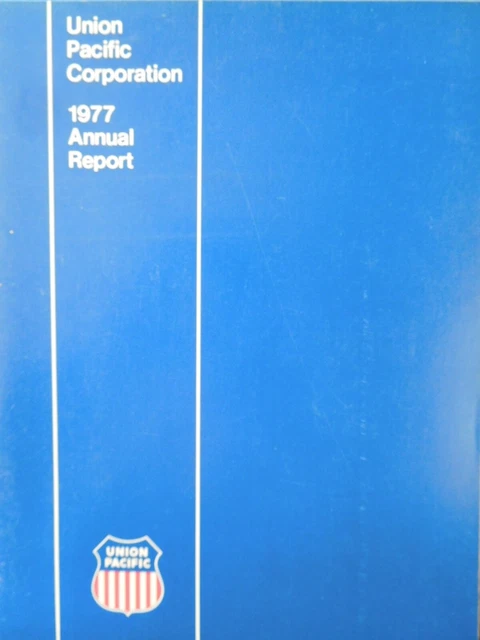 Union
Pacific
Corporation
1977
Annual
Report
UNION
PACIFIC